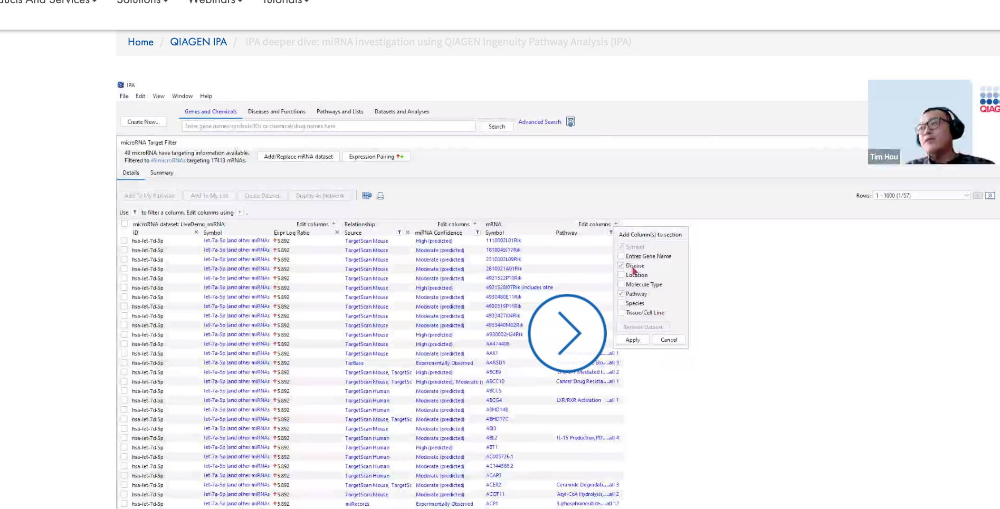 And Services
Solutions
Webinars
Tutorials
Home / QIAGEN IPA / IPA deeper dive: miRNA investigation using QIAGEN Ingenuity Pathway Analysis (IPA)
IPA
File Edit View Window Help
Genes and Chemicals Diseases and Functions Pathways and Lists Datasets and Analyses
Create New... Enter gene names/symbols/IDs or chemical/drug names here. Search Advanced Search
microRNA Target Filter
49 microRNA have targeting information available.
Filtered to 49 microRNAs targeting 17413 mRNAs.
Add/Replace mRNA dataset Expression Pairing
Tim Hou
Details Summary
Add To My Pathway Add To My List Create Dataset Display As Network
Rows: 1 - 1000 (1/57)
Use T to filter a column. Edit columns using + .
microRNA dataset: LiveDemo_miRNA Edit columns + Relationship Edit columns + mRNA Edit columns +
ID Symbol Expr Log Ratio Source miRNA Confidence Symbol Pathway
hsa-let-7d-5p let-7a-5p (and other miRNAs 5.892 TargetScan Mouse High (predicted) 1110002L01Rik
hsa-let-7d-5p let-7a-5p (and other miRNAs 5.892 TargetScan Mouse Moderate (predicted) 1810049J17Rik
hsa-let-7d-5p let-7a-5p (and other miRNAs 5.892 TargetScan Mouse Moderate (predicted) 2310002L09Rik
hsa-let-7d-5p let-7a-5p (and other miRNAs 5.892 TargetScan Mouse Moderate (predicted) 2610021A01Rik
hsa-let-7d-5p let-7a-5p (and other miRNAs 5.892 TargetScan Mouse Moderate (predicted) 4921522P10Rik
hsa-let-7d-5p let-7a-5p (and other miRNAs 5.892 TargetScan Mouse High (predicted) 4921528I07Rik (includes othe
hsa-let-7d-5p let-7a-5p (and other miRNAs 5.892 TargetScan Mouse Moderate (predicted) 4930480E11Rik
hsa-let-7d-5p let-7a-5p (and other miRNAs 5.892 TargetScan Mouse Moderate (predicted) 4930519P11Rik
hsa-let-7d-5p let-7a-5p (and other miRNAs 5.892 TargetScan Mouse Moderate (predicted) 4933427I04Rik
hsa-let-7d-5p let-7a-5p (and other miRNAs 5.892 TargetScan Mouse Moderate (predicted) 4933440M02Rik
hsa-let-7d-5p let-7a-5p (and other miRNAs 5.892 TargetScan Mouse High (predicted) A930002H24Rik
hsa-let-7d-5p let-7a-5p (and other miRNAs 5.892 TargetScan Mouse High (predicted) AA474408
hsa-let-7d-5p let-7a-5p (and other miRNAs 5.892 TargetScan Mouse Moderate (predicted) AAK1 ...all 1
hsa-let-7d-5p let-7a-5p (and other miRNAs 5.892 TarBase Experimentally Observed AARSD1 Bio... ...all 3
hsa-let-7d-5p let-7a-5p (and other miRNAs 5.892 TargetScan Mouse, TargetSc High (predicted) ABCB9 Mediated I... ...all 2
hsa-let-7d-5p let-7a-5p (and other miRNAs 5.892 TargetScan Mouse, TargetSc High (predicted), Moderate (p ABCC10 Cancer Drug Resista... ...all 1
hsa-let-7d-5p let-7a-5p (and other miRNAs 5.892 TargetScan Human Moderate (predicted) ABCC5
hsa-let-7d-5p let-7a-5p (and other miRNAs 5.892 TargetScan Human Moderate (predicted) ABCG4 LXR/RXR Activation ...all 1
hsa-let-7d-5p let-7a-5p (and other miRNAs 5.892 TargetScan Human Moderate (predicted) ABHD14B
hsa-let-7d-5p let-7a-5p (and other miRNAs 5.892 TargetScan Mouse, TargetSc Moderate (predicted) ABHD17C
hsa-let-7d-5p let-7a-5p (and other miRNAs 5.892 TargetScan Mouse Moderate (predicted) ABI3
hsa-let-7d-5p let-7a-5p (and other miRNAs 5.892 TargetScan Human Moderate (predicted) ABL2 IL-15 Production, PD... ...all 4
hsa-let-7d-5p let-7a-5p (and other miRNAs 5.892 TargetScan Human High (predicted) ABT1
hsa-let-7d-5p let-7a-5p (and other miRNAs 5.892 TargetScan Human Moderate (predicted) AC005726.1
hsa-let-7d-5p let-7a-5p (and other miRNAs 5.892 TargetScan Human Moderate (predicted) AC144568.2
hsa-let-7d-5p let-7a-5p (and other miRNAs 5.892 TargetScan Human Moderate (predicted) ACAP3
hsa-let-7d-5p let-7a-5p (and other miRNAs 5.892 TargetScan Mouse, TargetSc Moderate (predicted) ACER2 Ceramide Degradati... ...all 3
hsa-let-7d-5p let-7a-5p (and other miRNAs 5.892 TargetScan Mouse Moderate (predicted) ACOT11 Acyl-CoA Hydrolysis,... ...all 2
hsa-let-7d-5p let-7a-5p (and other miRNAs 5.892 miRecords Experimentally Observed ACP1 3-phosphoinositide... ...all 12
Add Column(s) to section
Symbol
Entrez Gene Name
Disease
Location
Molecule Type
Pathway
Species
Tissue/Cell Line
Remove Dataset
Apply Cancel